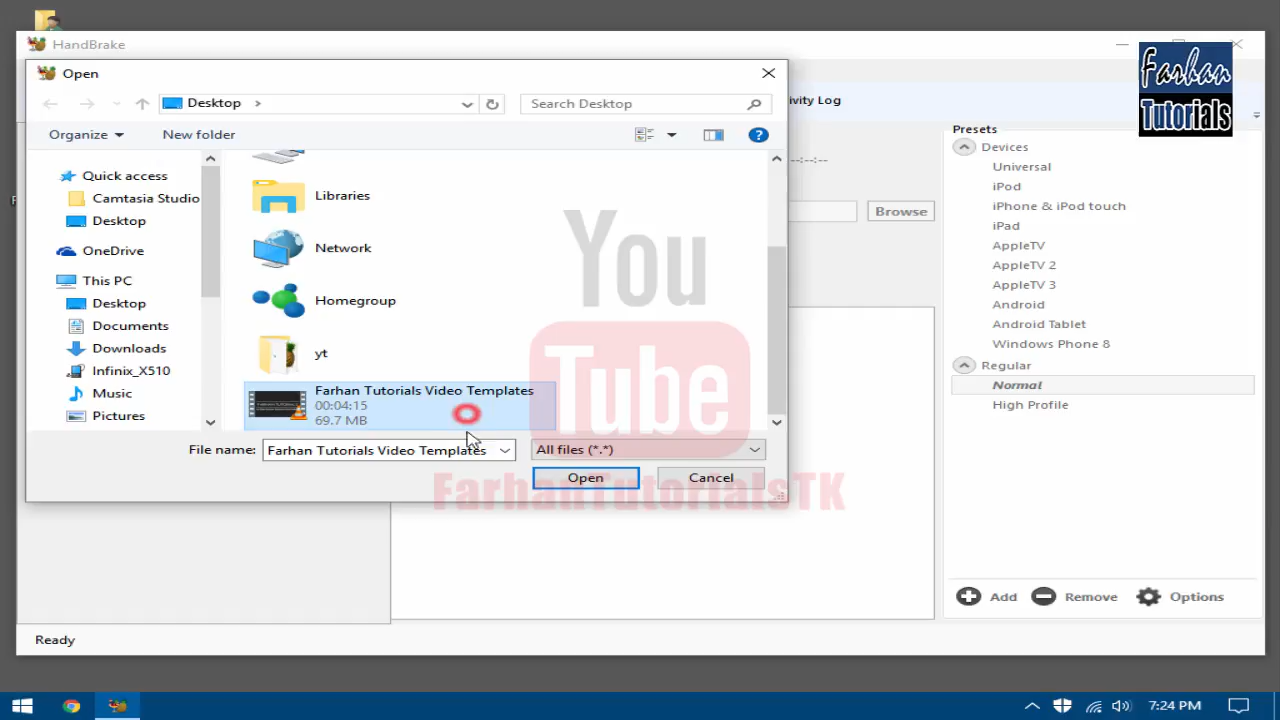 HandBrake
Farhan
Tutorials
Open
Desktop
Search Desktop
ivity Log
Organize
New folder
Presets
Devices
Universal
iPod
iPhone & iPod touch
iPad
AppleTV
AppleTV 2
AppleTV 3
Android
Android Tablet
Windows Phone 8
Regular
Normal
High Profile
Quick access
Camtasia Studio
Desktop
OneDrive
This PC
Desktop
Documents
Downloads
Infinix_X510
Music
Pictures
Libraries
Network
Homegroup
yt
Farhan Tutorials Video Templates
00:04:15
69.7 MB
--:--:--
Browse
You
Tube
File name: Farhan Tutorials Video Templates
All files (*.*)
Open
Cancel
FarhanTutorialsTK
Add
Remove
Options
Ready
7:24 PM